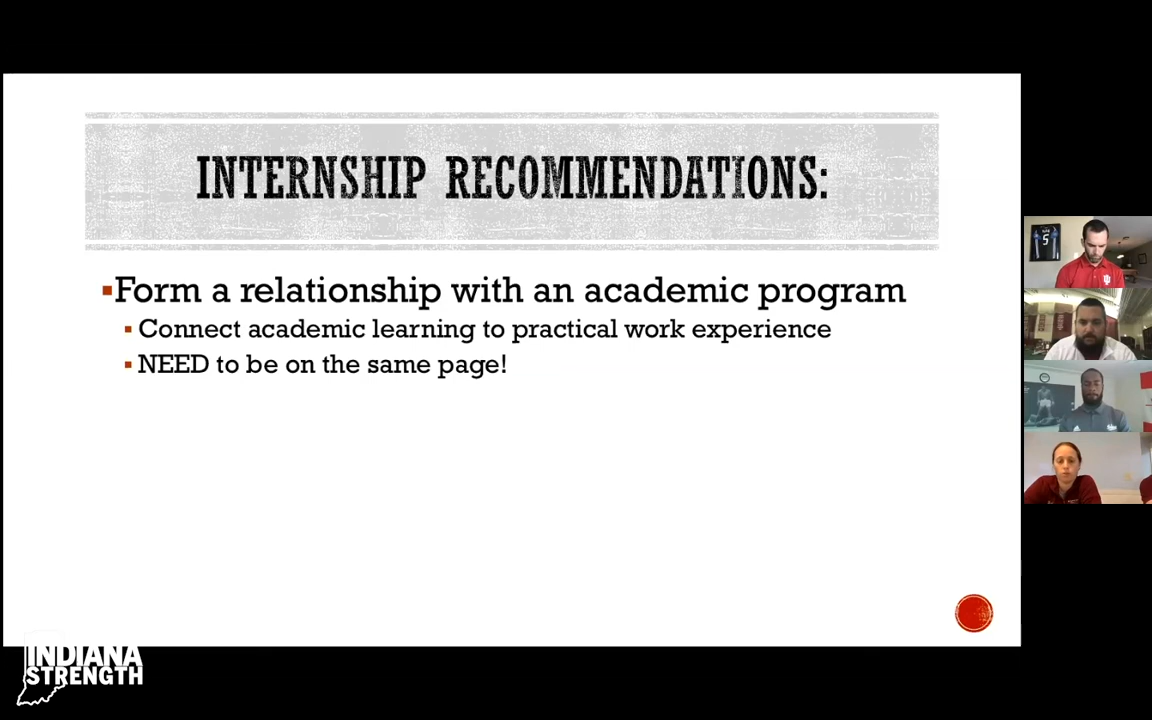 INTERNSHIP RECOMMENDATIONS:
Form a relationship with an academic program
Connect academic learning to practical work experience
NEED to be on the same page!
5
INDIANA
STRENGTH